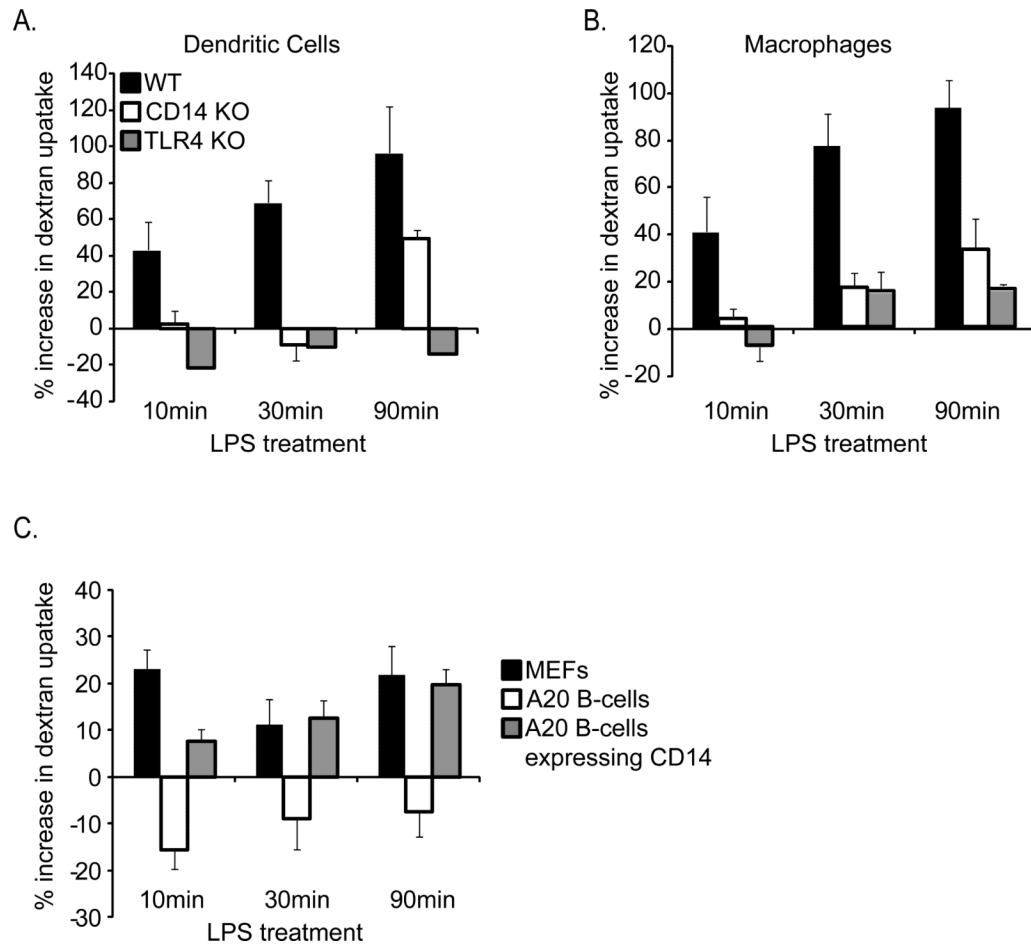 A.
Dendritic Cells
% increase in dextran upatake
140
120
100
80
60
40
20
0
-20
-40
WT
CD14 KO
TLR4 KO
10min 30min 90min
LPS treatment
B.
Macrophages
% increase in dextran upatake
120
100
80
60
40
20
0
-20
10min 30min 90min
LPS treatment
C.
% increase in dextran upatake
40
30
20
10
0
-10
-20
-30
10min 30min 90min
LPS treatment
MEFs
A20 B-cells
A20 B-cells
expressing CD14